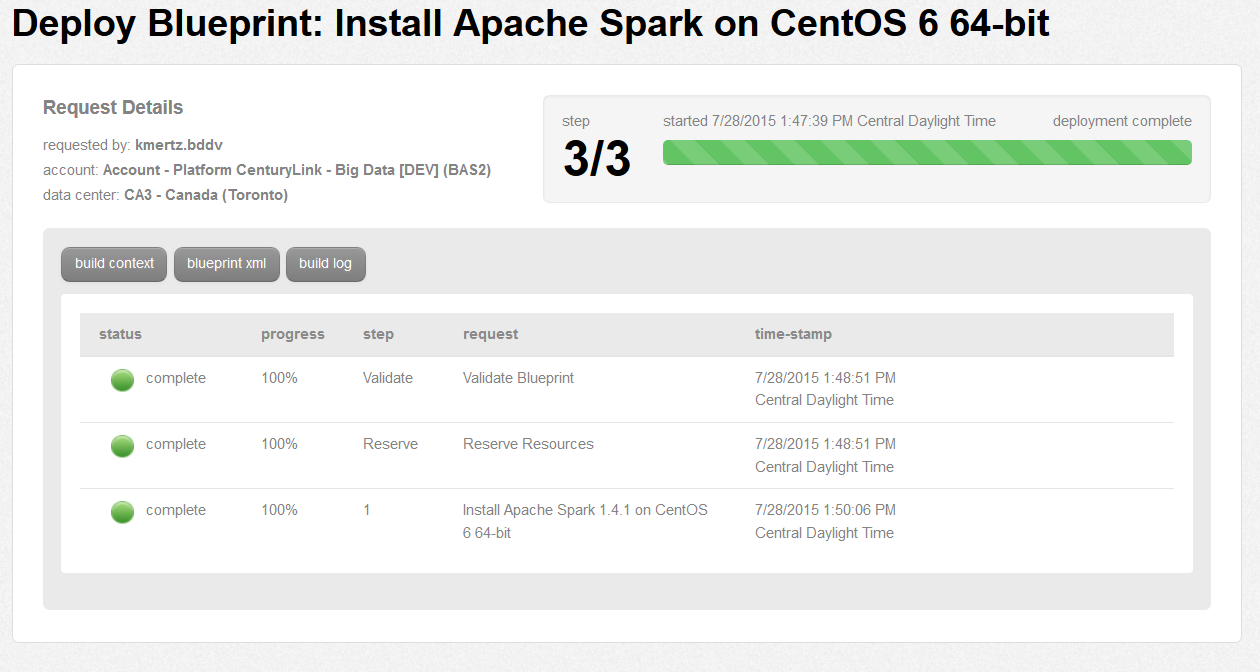 Deploy Blueprint: Install Apache Spark on CentOS 6 64-bit
Request Details
requested by: kmertz.bddv
account: Account - Platform CenturyLink - Big Data [DEV] (BAS2)
data center: CA3 - Canada (Toronto)
step
3/3
started 7/28/2015 1:47:39 PM Central Daylight Time
deployment complete
build context
blueprint xml
build log
status progress step request time-stamp
complete 100% Validate Validate Blueprint 7/28/2015 1:48:51 PM
Central Daylight Time
complete 100% Reserve Reserve Resources 7/28/2015 1:48:51 PM
Central Daylight Time
complete 100% 1 Install Apache Spark 1.4.1 on CentOS 7/28/2015 1:50:06 PM
6 64-bit Central Daylight Time